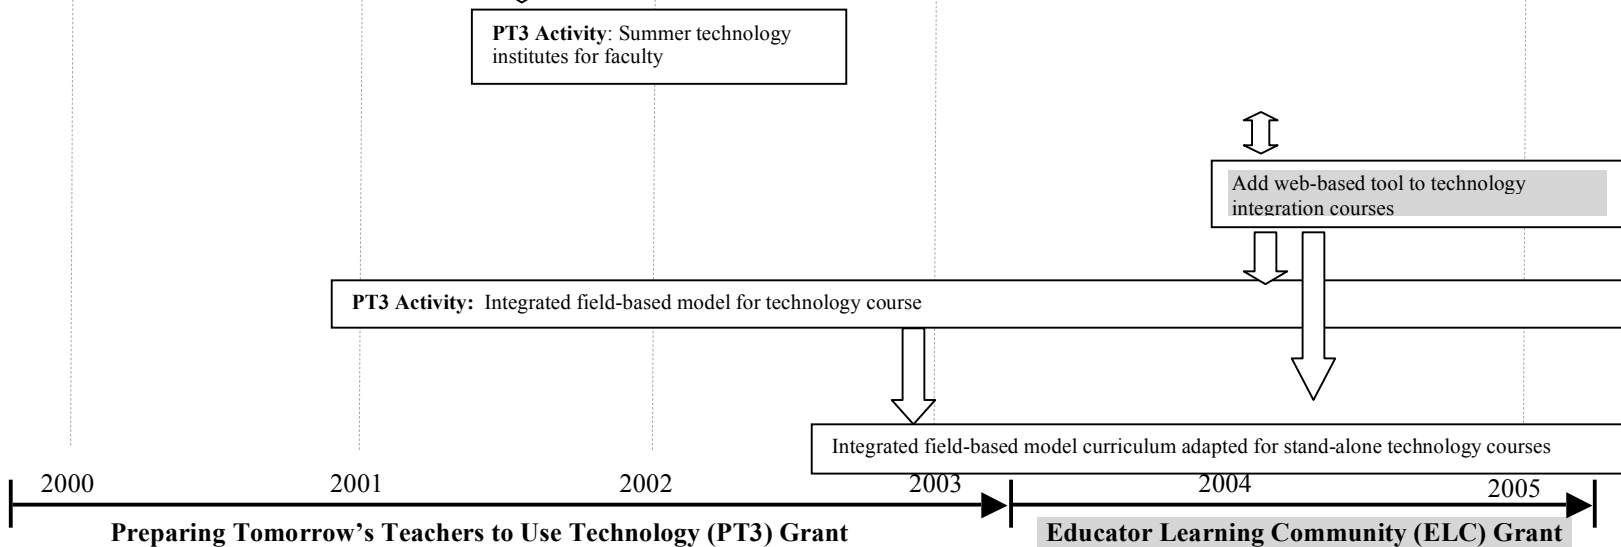 PT3 Activity: Summer technology
institutes for faculty
Add web-based tool to technology
integration courses
PT3 Activity: Integrated field-based model for technology course
Integrated field-based model curriculum adapted for stand-alone technology courses
2000 2001 2002 2003 2004 2005
Preparing Tomorrow’s Teachers to Use Technology (PT3) Grant Educator Learning Community (ELC) Grant